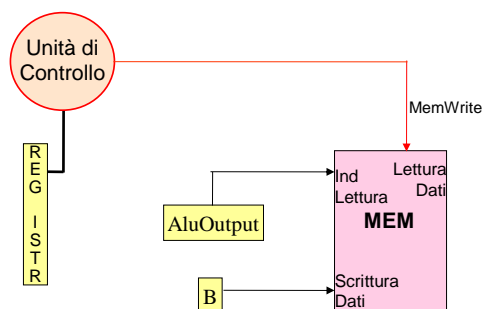 Unità di
Controllo
MemWrite
R
E
G
I
S
T
R
Ind
Lettura
Lettura
Dati
MEM
AluOutput
Scrittura
Dati
B